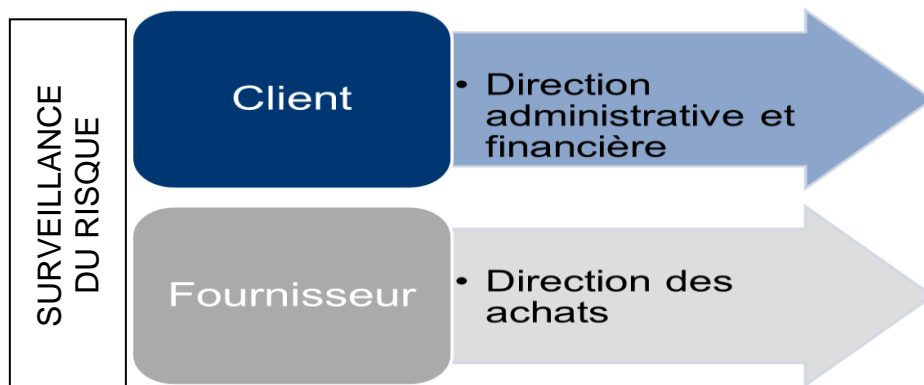 SURVEILLANCE
DU RISQUE
Client
• Direction
administrative et
financière
Fournisseur
• Direction des
achats